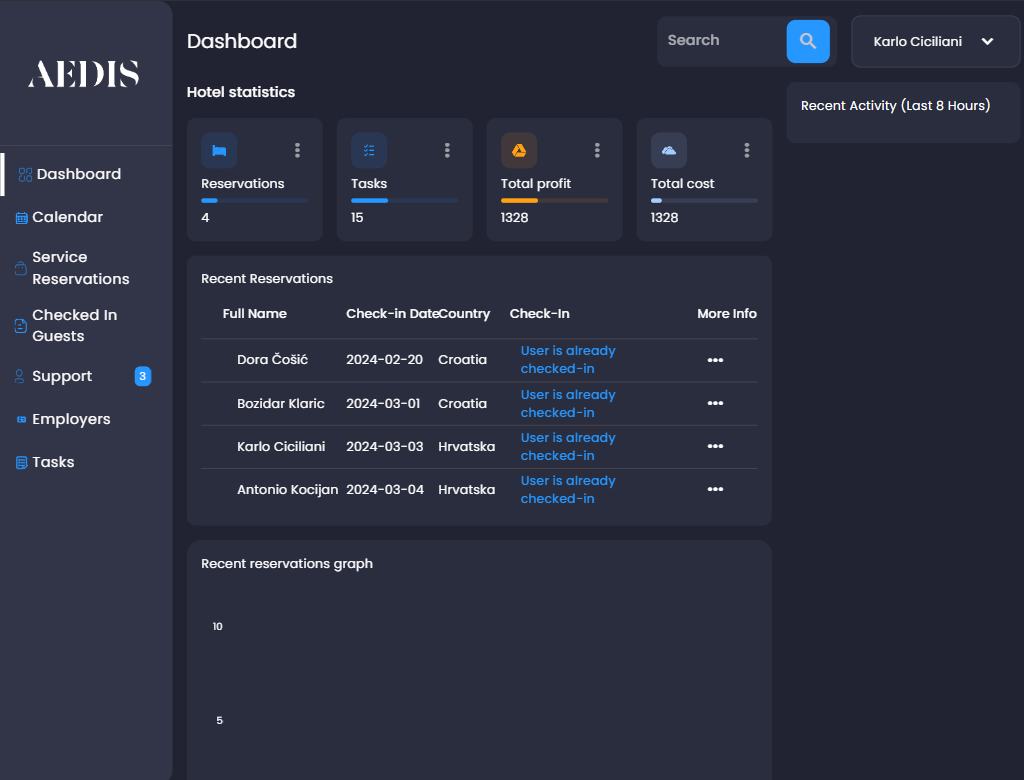 AEDIS
Dashboard
Calendar
Service
Reservations
Checked In
Guests
Support 3
Employers
Tasks
Dashboard
Search
Karlo Ciciliani
Hotel statistics
Reservations
4
Tasks
15
Total profit
1328
Total cost
1328
Recent Activity (Last 8 Hours)
Recent Reservations
Full Name Check-in Date Country Check-In More Info
Dora Čošić 2024-02-20 Croatia User is already
checked-in
Bozidar Klaric 2024-03-01 Croatia User is already
checked-in
Karlo Ciciliani 2024-03-03 Hrvatska User is already
checked-in
Antonio Kocijan 2024-03-04 Hrvatska User is already
checked-in
Recent reservations graph
10
5